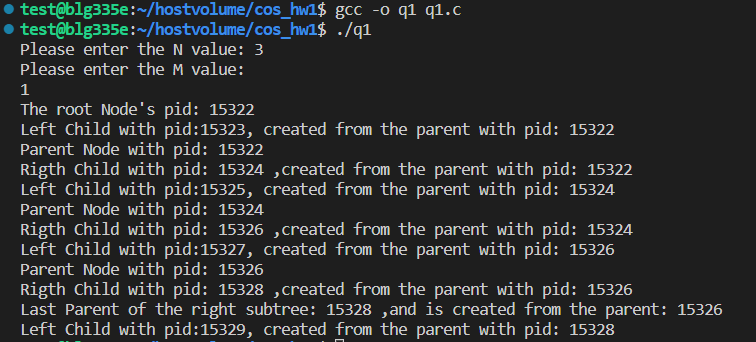 test@blg335e:~/hostvolume/cos_hw1$ gcc -o q1 q1.c
test@blg335e:~/hostvolume/cos_hw1$ ./q1
Please enter the N value: 3
Please enter the M value:
1
The root Node's pid: 15322
Left Child with pid:15323, created from the parent with pid: 15322
Parent Node with pid: 15322
Rigth Child with pid: 15324 ,created from the parent with pid: 15322
Left Child with pid:15325, created from the parent with pid: 15324
Parent Node with pid: 15324
Rigth Child with pid: 15326 ,created from the parent with pid: 15324
Left Child with pid:15327, created from the parent with pid: 15326
Parent Node with pid: 15326
Rigth Child with pid: 15328 ,created from the parent with pid: 15326
Last Parent of the right subtree: 15328 ,and is created from the parent: 15326
Left Child with pid:15329, created from the parent with pid: 15328